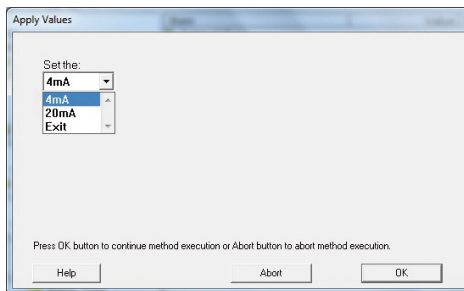 Apply Values
Set the:
4mA
4mA
20mA
Exit
Press OK button to continue method execution or Abort button to abort method execution.
Help
Abort
OK